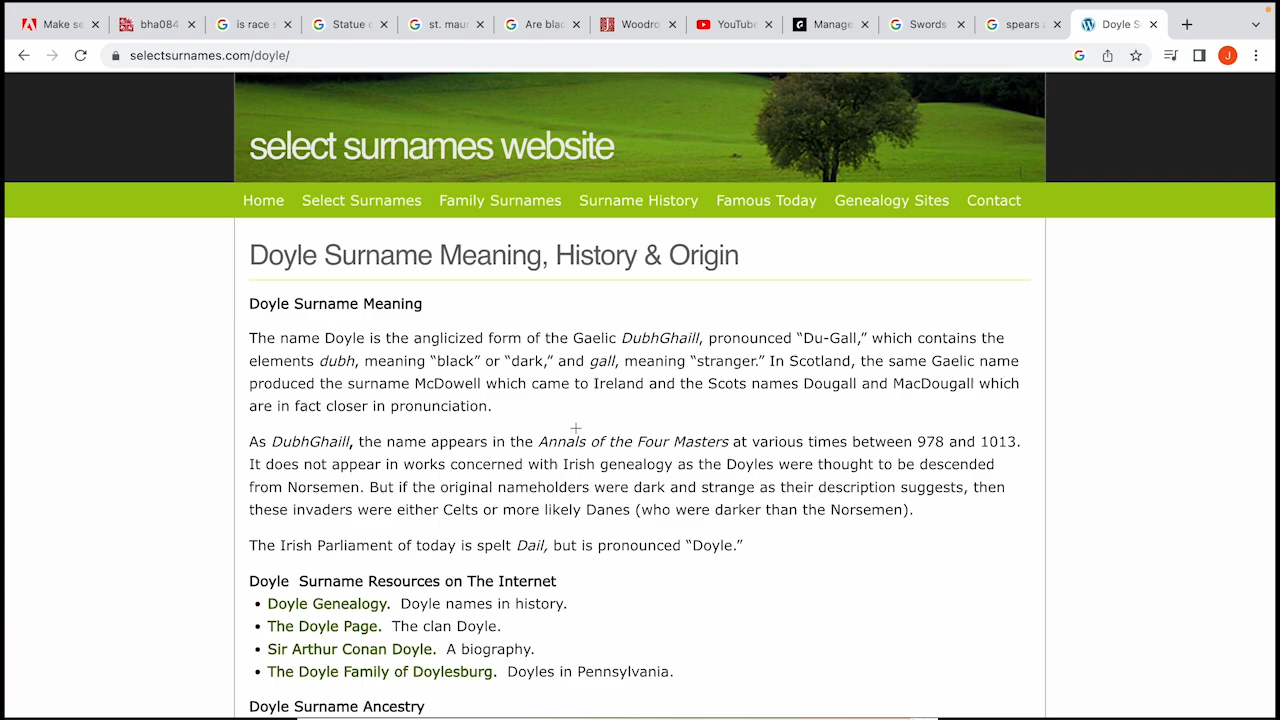 Make se
bha084
is race s
Statue o
st. maur
Are blac
Woodro
YouTube
Manage
Swords
spears a
Doyle S
selectsurnames.com/doyle/
J
select surnames website
Home Select Surnames Family Surnames Surname History Famous Today Genealogy Sites Contact
Doyle Surname Meaning, History & Origin
Doyle Surname Meaning
The name Doyle is the anglicized form of the Gaelic DubhGhaill, pronounced “Du-Gall,” which contains the
elements dubh, meaning “black” or “dark,” and gall, meaning “stranger.” In Scotland, the same Gaelic name
produced the surname McDowell which came to Ireland and the Scots names Dougall and MacDougall which
are in fact closer in pronunciation.
As DubhGhaill, the name appears in the Annals of the Four Masters at various times between 978 and 1013.
It does not appear in works concerned with Irish genealogy as the Doyles were thought to be descended
from Norsemen. But if the original nameholders were dark and strange as their description suggests, then
these invaders were either Celts or more likely Danes (who were darker than the Norsemen).
The Irish Parliament of today is spelt Dail, but is pronounced “Doyle.”
Doyle Surname Resources on The Internet
• Doyle Genealogy. Doyle names in history.
• The Doyle Page. The clan Doyle.
• Sir Arthur Conan Doyle. A biography.
• The Doyle Family of Doylesburg. Doyles in Pennsylvania.
Doyle Surname Ancestry